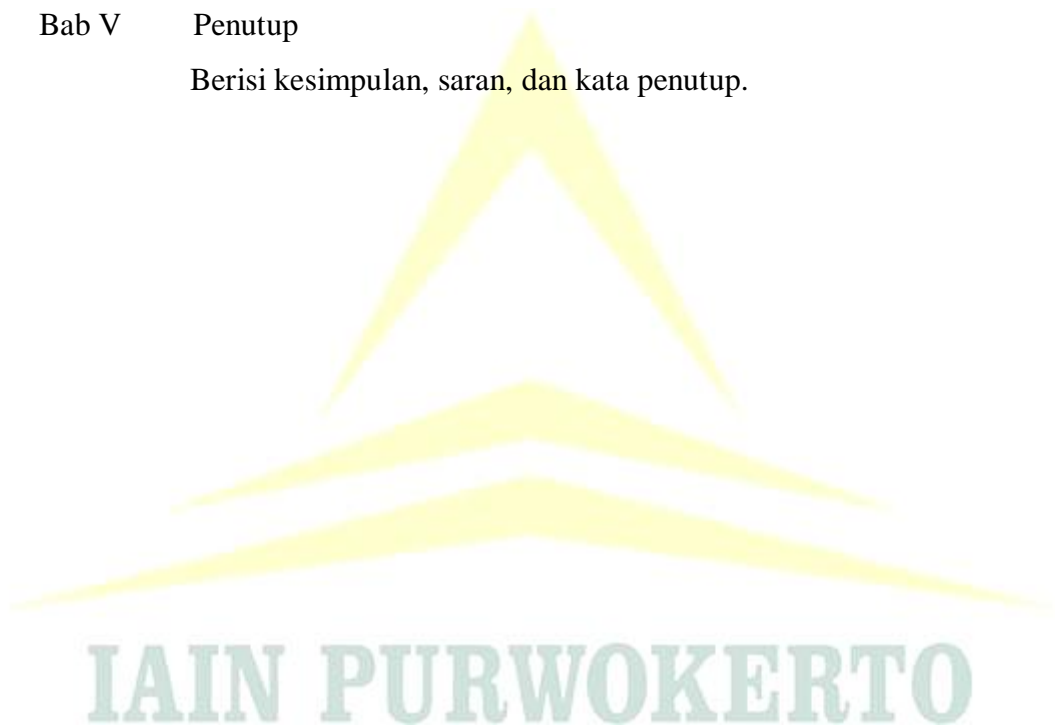 Bab V Penutup
Berisi kesimpulan, saran, dan kata penutup.
IAIN PURWOKERTO